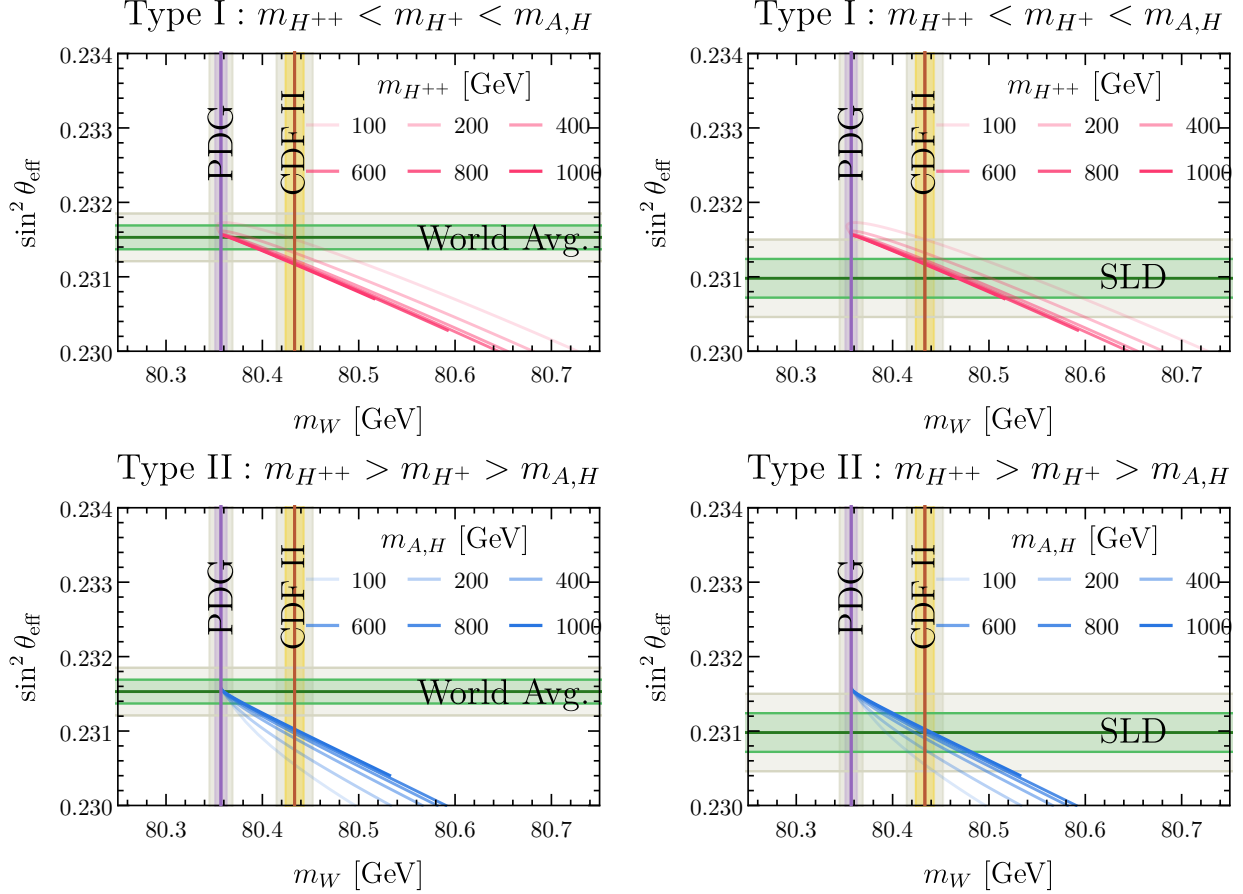 Type I : m_{H^{++}} < m_{H^+} < m_{A,H}
0.234
0.233
0.232
0.231
0.230
sin² θ_eff
PDG
CDF II
m_{H^{++}} [GeV]
100 200 400
600 800 1000
World Avg.
80.3 80.4 80.5 80.6 80.7
m_W [GeV]
Type I : m_{H^{++}} < m_{H^+} < m_{A,H}
0.234
0.233
0.232
0.231
0.230
sin² θ_eff
PDG
CDF II
m_{H^{++}} [GeV]
100 200 400
600 800 1000
SLD
80.3 80.4 80.5 80.6 80.7
m_W [GeV]
Type II : m_{H^{++}} > m_{H^+} > m_{A,H}
0.234
0.233
0.232
0.231
0.230
sin² θ_eff
PDG
CDF II
m_{A,H} [GeV]
100 200 400
600 800 1000
World Avg.
80.3 80.4 80.5 80.6 80.7
m_W [GeV]
Type II : m_{H^{++}} > m_{H^+} > m_{A,H}
0.234
0.233
0.232
0.231
0.230
sin² θ_eff
PDG
CDF II
m_{A,H} [GeV]
100 200 400
600 800 1000
SLD
80.3 80.4 80.5 80.6 80.7
m_W [GeV]